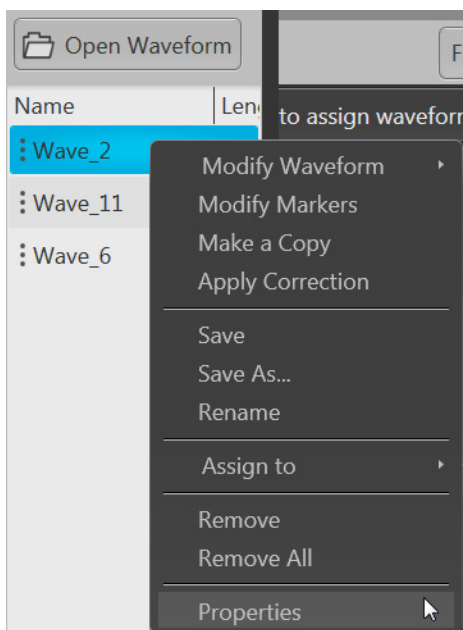 Open Waveform
F
Name
Len
to assign wavefor
Wave_2
Wave_11
Wave_6
Modify Waveform
Modify Markers
Make a Copy
Apply Correction
Save
Save As...
Rename
Assign to
Remove
Remove All
Properties